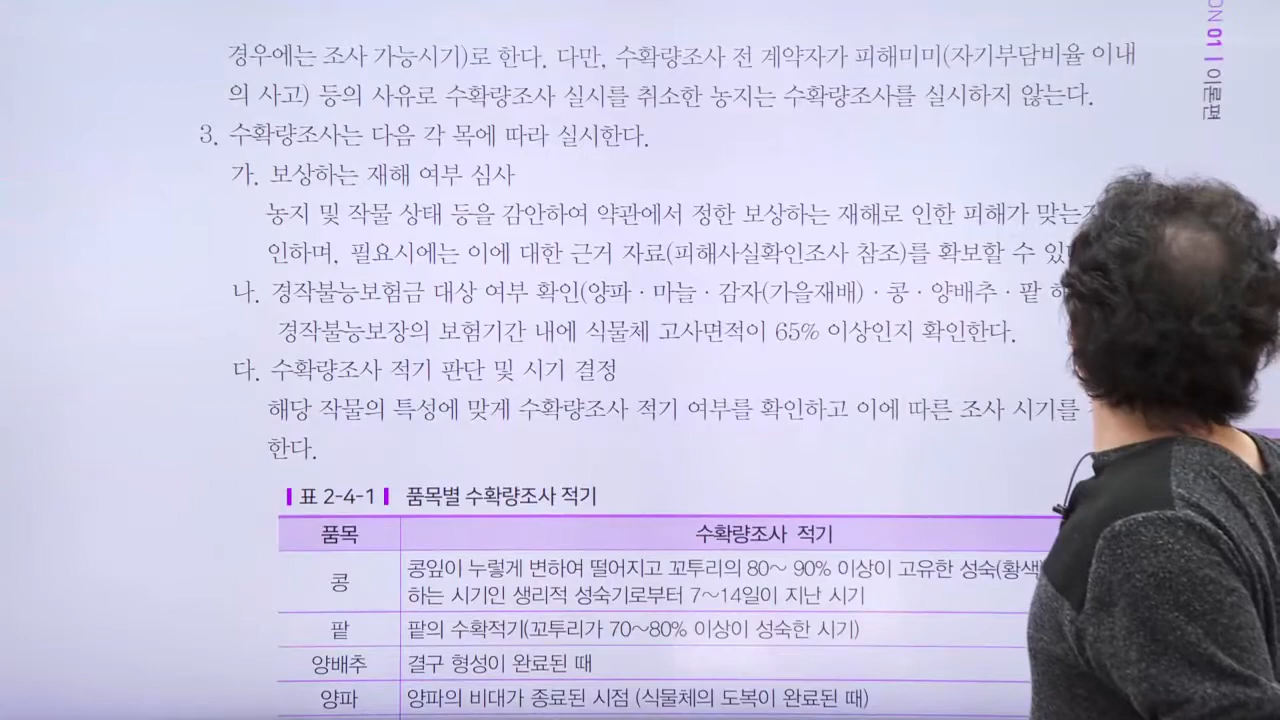 ON 01 | 이론편
경우에는 조사 가능시기)로 한다. 다만, 수확량조사 전 계약자가 피해미미(자기부담비율 이내
의 사고) 등의 사유로 수확량조사 실시를 취소한 농지는 수확량조사를 실시하지 않는다.
3. 수확량조사는 다음 각 목에 따라 실시한다.
가. 보상하는 재해 여부 심사
농지 및 작물 상태 등을 감안하여 약관에서 정한 보상하는 재해로 인한 피해가 맞는지
인하며, 필요시에는 이에 대한 근거 자료(피해사실확인조사 참조)를 확보할 수 있
나. 경작불능보험금 대상 여부 확인(양파 · 마늘 · 감자(가을재배) · 콩 · 양배추 · 팥
경작불능보장의 보험기간 내에 식물체 고사면적이 65% 이상인지 확인한다.
다. 수확량조사 적기 판단 및 시기 결정
해당 작물의 특성에 맞게 수확량조사 적기 여부를 확인하고 이에 따른 조사 시기를
한다.
표 2-4-1 품목별 수확량조사 적기
품목 수확량조사 적기
콩 콩잎이 누렇게 변하여 떨어지고 꼬투리의 80~ 90% 이상이 고유한 성숙(황색)
하는 시기인 생리적 성숙기로부터 7~14일이 지난 시기
팥 팥의 수확적기(꼬투리가 70~80% 이상이 성숙한 시기)
양배추 결구 형성이 완료된 때
양파 양파의 비대가 종료된 시점 (식물체의 도복이 완료된 때)